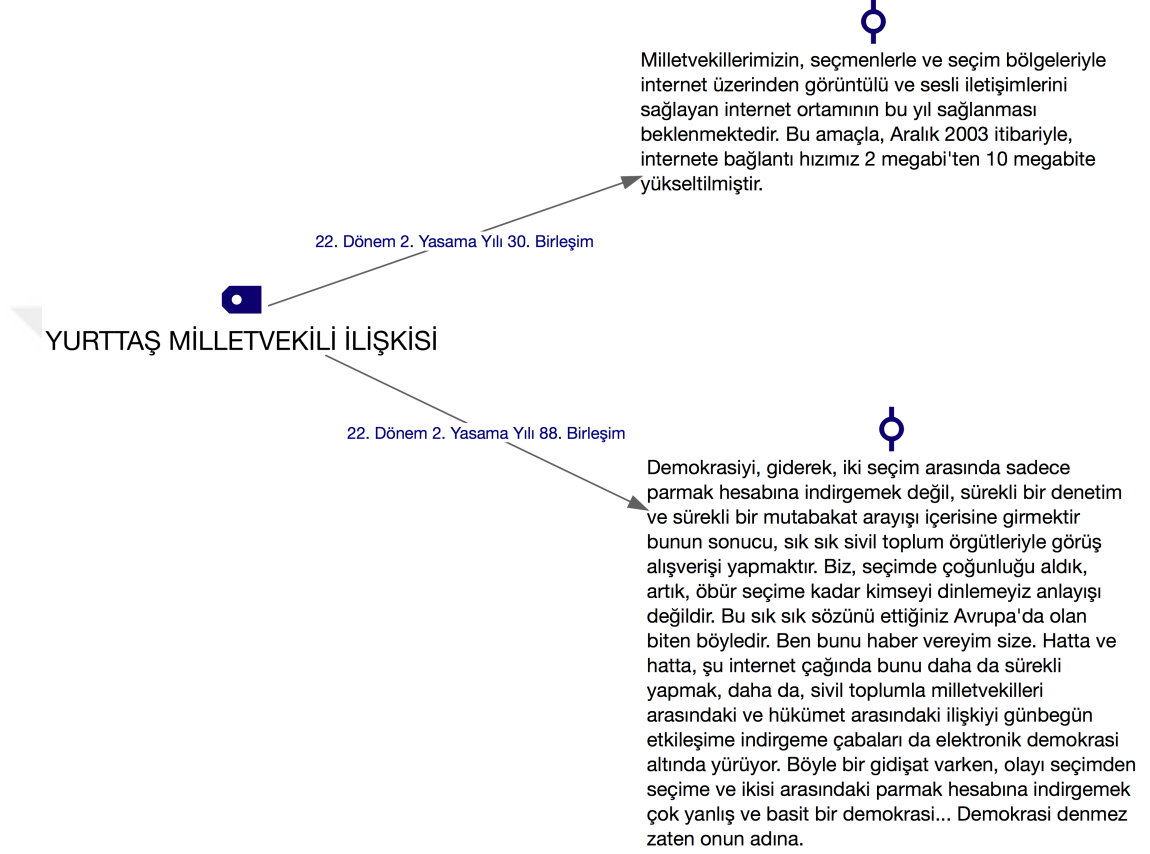 Milletvekillerimizin, seçmenlerle ve seçim bölgeleriyle
internet üzerinden görüntülü ve sesli iletişimlerini
sağlayan internet ortamının bu yıl sağlanması
beklenmektedir. Bu amaçla, Aralık 2003 itibariyle,
internete bağlantı hızımız 2 megabi'ten 10 megabite
yükseltilmiştir.
22. Dönem 2. Yasama Yılı 30. Birleşim
YURTTAŞ MİLLETVEKİLİ İLİŞKİSİ
22. Dönem 2. Yasama Yılı 88. Birleşim
Demokrasiyi, giderek, iki seçim arasında sadece
parmak hesabına indirgemek değil, sürekli bir denetim
ve sürekli bir mutabakat arayışı içerisine girmektir
bunun sonucu, sık sık sivil toplum örgütleriyle görüş
alışverişi yapmaktır. Biz, seçimde çoğunluğu aldık,
artık, öbür seçime kadar kimseyi dinlemeyiz anlayışı
değildir. Bu sık sık sözünü ettiğiniz Avrupa'da olan
biten böyledir. Ben bunu haber vereyim size. Hatta ve
hatta, şu internet çağında bunu daha da sürekli
yapmak, daha da, sivil toplumla milletvekilleri
arasındaki ve hükümet arasındaki ilişkiyi günbegün
etkileşime indirgeme çabaları da elektronik demokrasi
altında yürüyor. Böyle bir gidişat varken, olayı seçimden
seçime ve ikisi arasındaki parmak hesabına indirgemek
çok yanlış ve basit bir demokrasi... Demokrasi denmez
zaten onun adına.